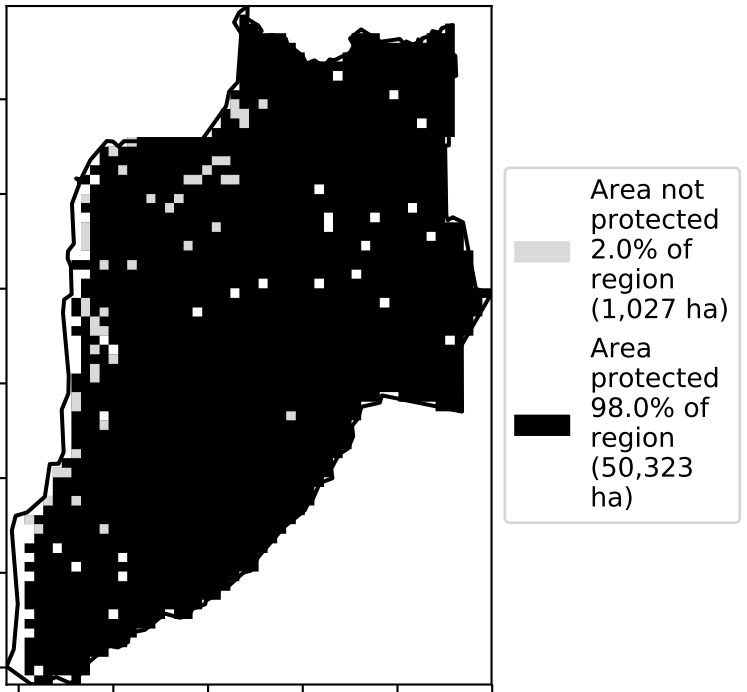 Area not
protected
2.0% of
region
(1,027 ha)
Area
protected
98.0% of
region
(50,323
ha)